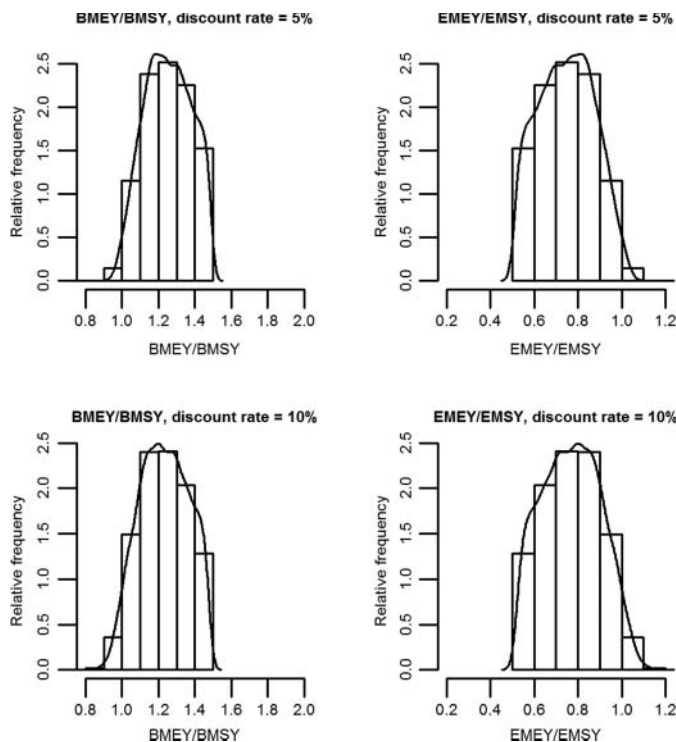 BMEY/BMSY, discount rate = 5%
Relative frequency
0.0 0.5 1.0 1.5 2.0 2.5
0.8 1.0 1.2 1.4 1.6 1.8 2.0
BMEY/BMSY
EMEY/EMSY, discount rate = 5%
Relative frequency
0.0 0.5 1.0 1.5 2.0 2.5
0.2 0.4 0.6 0.8 1.0 1.2
EMEY/EMSY
BMEY/BMSY, discount rate = 10%
Relative frequency
0.0 0.5 1.0 1.5 2.0 2.5
0.8 1.0 1.2 1.4 1.6 1.8 2.0
BMEY/BMSY
EMEY/EMSY, discount rate = 10%
Relative frequency
0.0 0.5 1.0 1.5 2.0 2.5
0.2 0.4 0.6 0.8 1.0 1.2
EMEY/EMSY